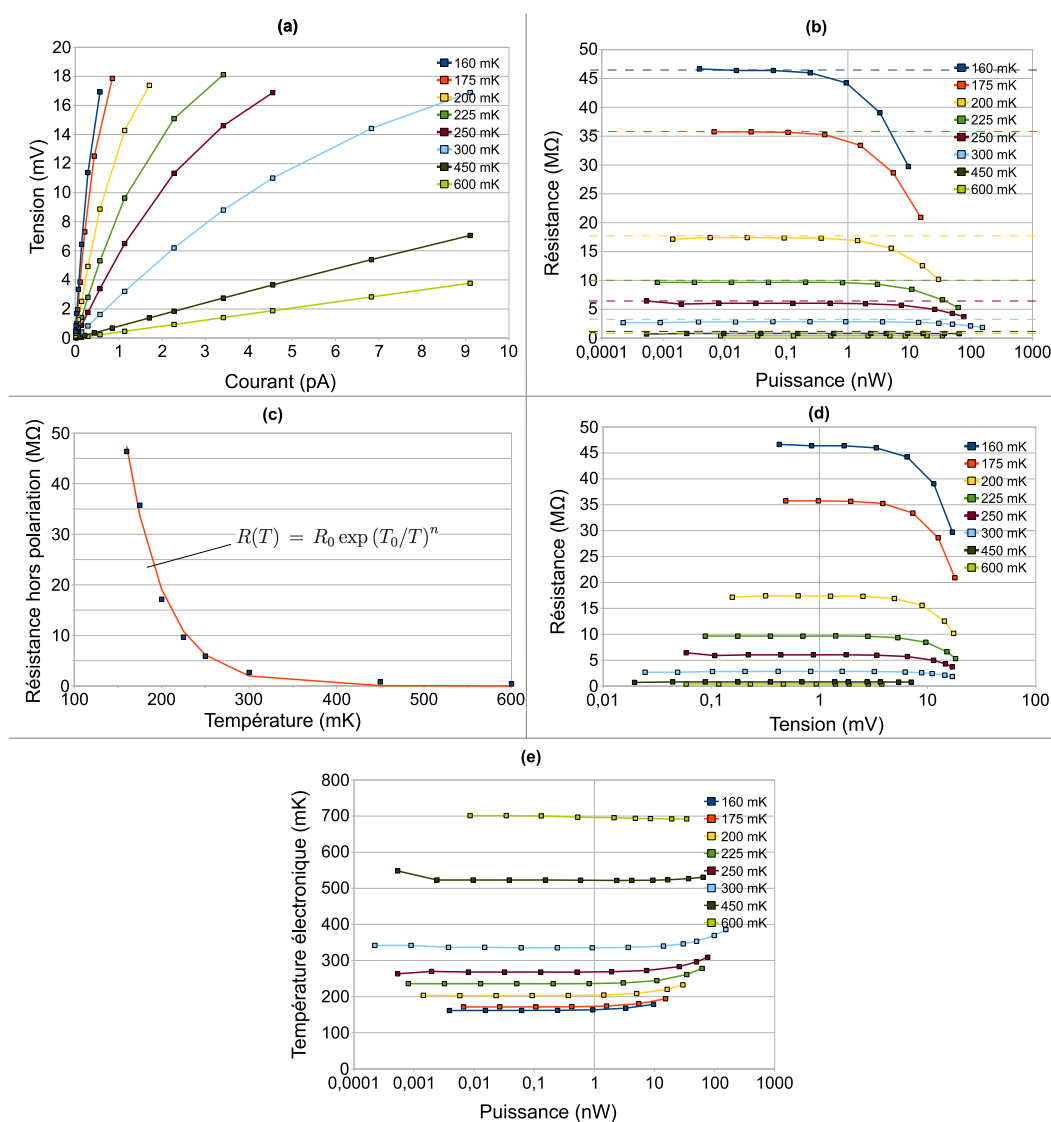 (a)
20
18
16
14
12
10
8
6
4
2
0
Tension (mV)
160 mK
175 mK
200 mK
225 mK
250 mK
300 mK
450 mK
600 mK
0 1 2 3 4 5 6 7 8 9 10
Courant (pA)
(b)
50
45
40
35
30
25
20
15
10
5
0
Résistance (MΩ)
160 mK
175 mK
200 mK
225 mK
250 mK
300 mK
450 mK
600 mK
0,0001 0,001 0,01 0,1 1 10 100 1000
Puissance (nW)
(c)
50
40
30
20
10
0
Résistance hors polariation (MΩ)
R(T) = R₀ exp (T₀/T)ⁿ
100 200 300 400 500 600
Température (mK)
(d)
50
45
40
35
30
25
20
15
10
5
0
Résistance (MΩ)
160 mK
175 mK
200 mK
225 mK
250 mK
300 mK
450 mK
600 mK
0,01 0,1 1 10 100
Tension (mV)
(e)
800
700
600
500
400
300
200
100
0
Température électronique (mK)
160 mK
175 mK
200 mK
225 mK
250 mK
300 mK
450 mK
600 mK
0,0001 0,001 0,01 0,1 1 10 100 1000
Puissance (nW)